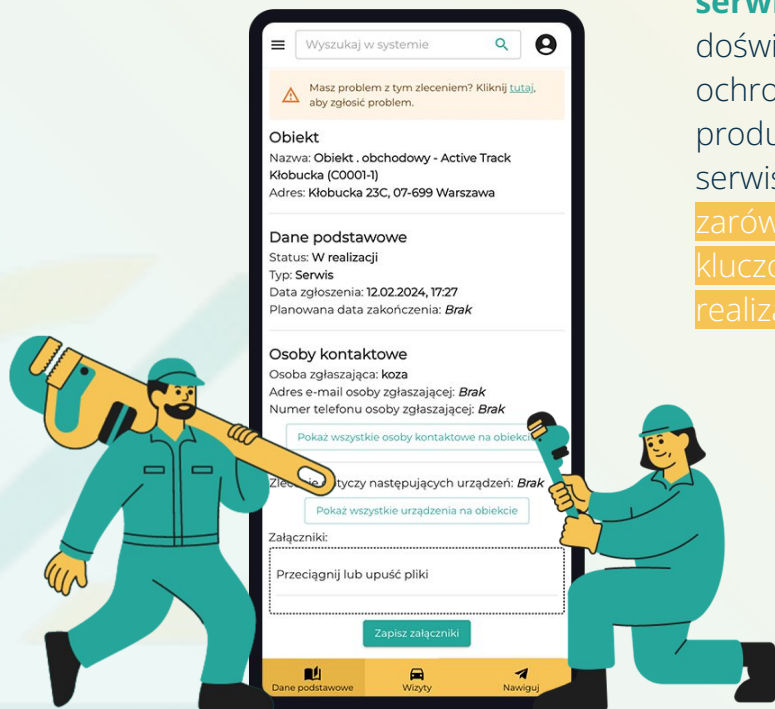 Wyszukaj w systemie
Masz problem z tym zleceniem? Kliknij tutaj,
aby zgłosić problem.
Obiekt
Nazwa: Obiekt . obchodowy - Active Track
Kłobucka (C0001-1)
Adres: Kłobucka 23C, 07-699 Warszawa
Dane podstawowe
Status: W realizacji
Typ: Serwis
Data zgłoszenia: 12.02.2024, 17:27
Planowana data zakończenia: Brak
Osoby kontaktowe
Osoba zgłaszająca: koza
Adres e-mail osoby zgłaszającej: Brak
Numer telefonu osoby zgłaszającej: Brak
Pokaż wszystkie osoby kontaktowe na obiekci
następujących urządzeń: Brak
Pokaż wszystkie urządzenia na obiekcie
Załączniki:
Przeciągnij lub upuść pliki
Zapisz załączniki
Dane podstawowe
Wizyty
Nawiguj
doświ
ochro
produ
serwis
zarów
kluczo
realiza